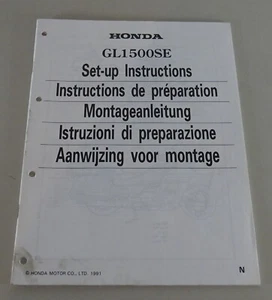 HONDA
GL1500SE
Set-up Instructions
Instructions de préparation
Montageanleitung
Istruzioni di preparazione
Aanwijzing voor montage
© HONDA MOTOR CO., LTD. 1991
N